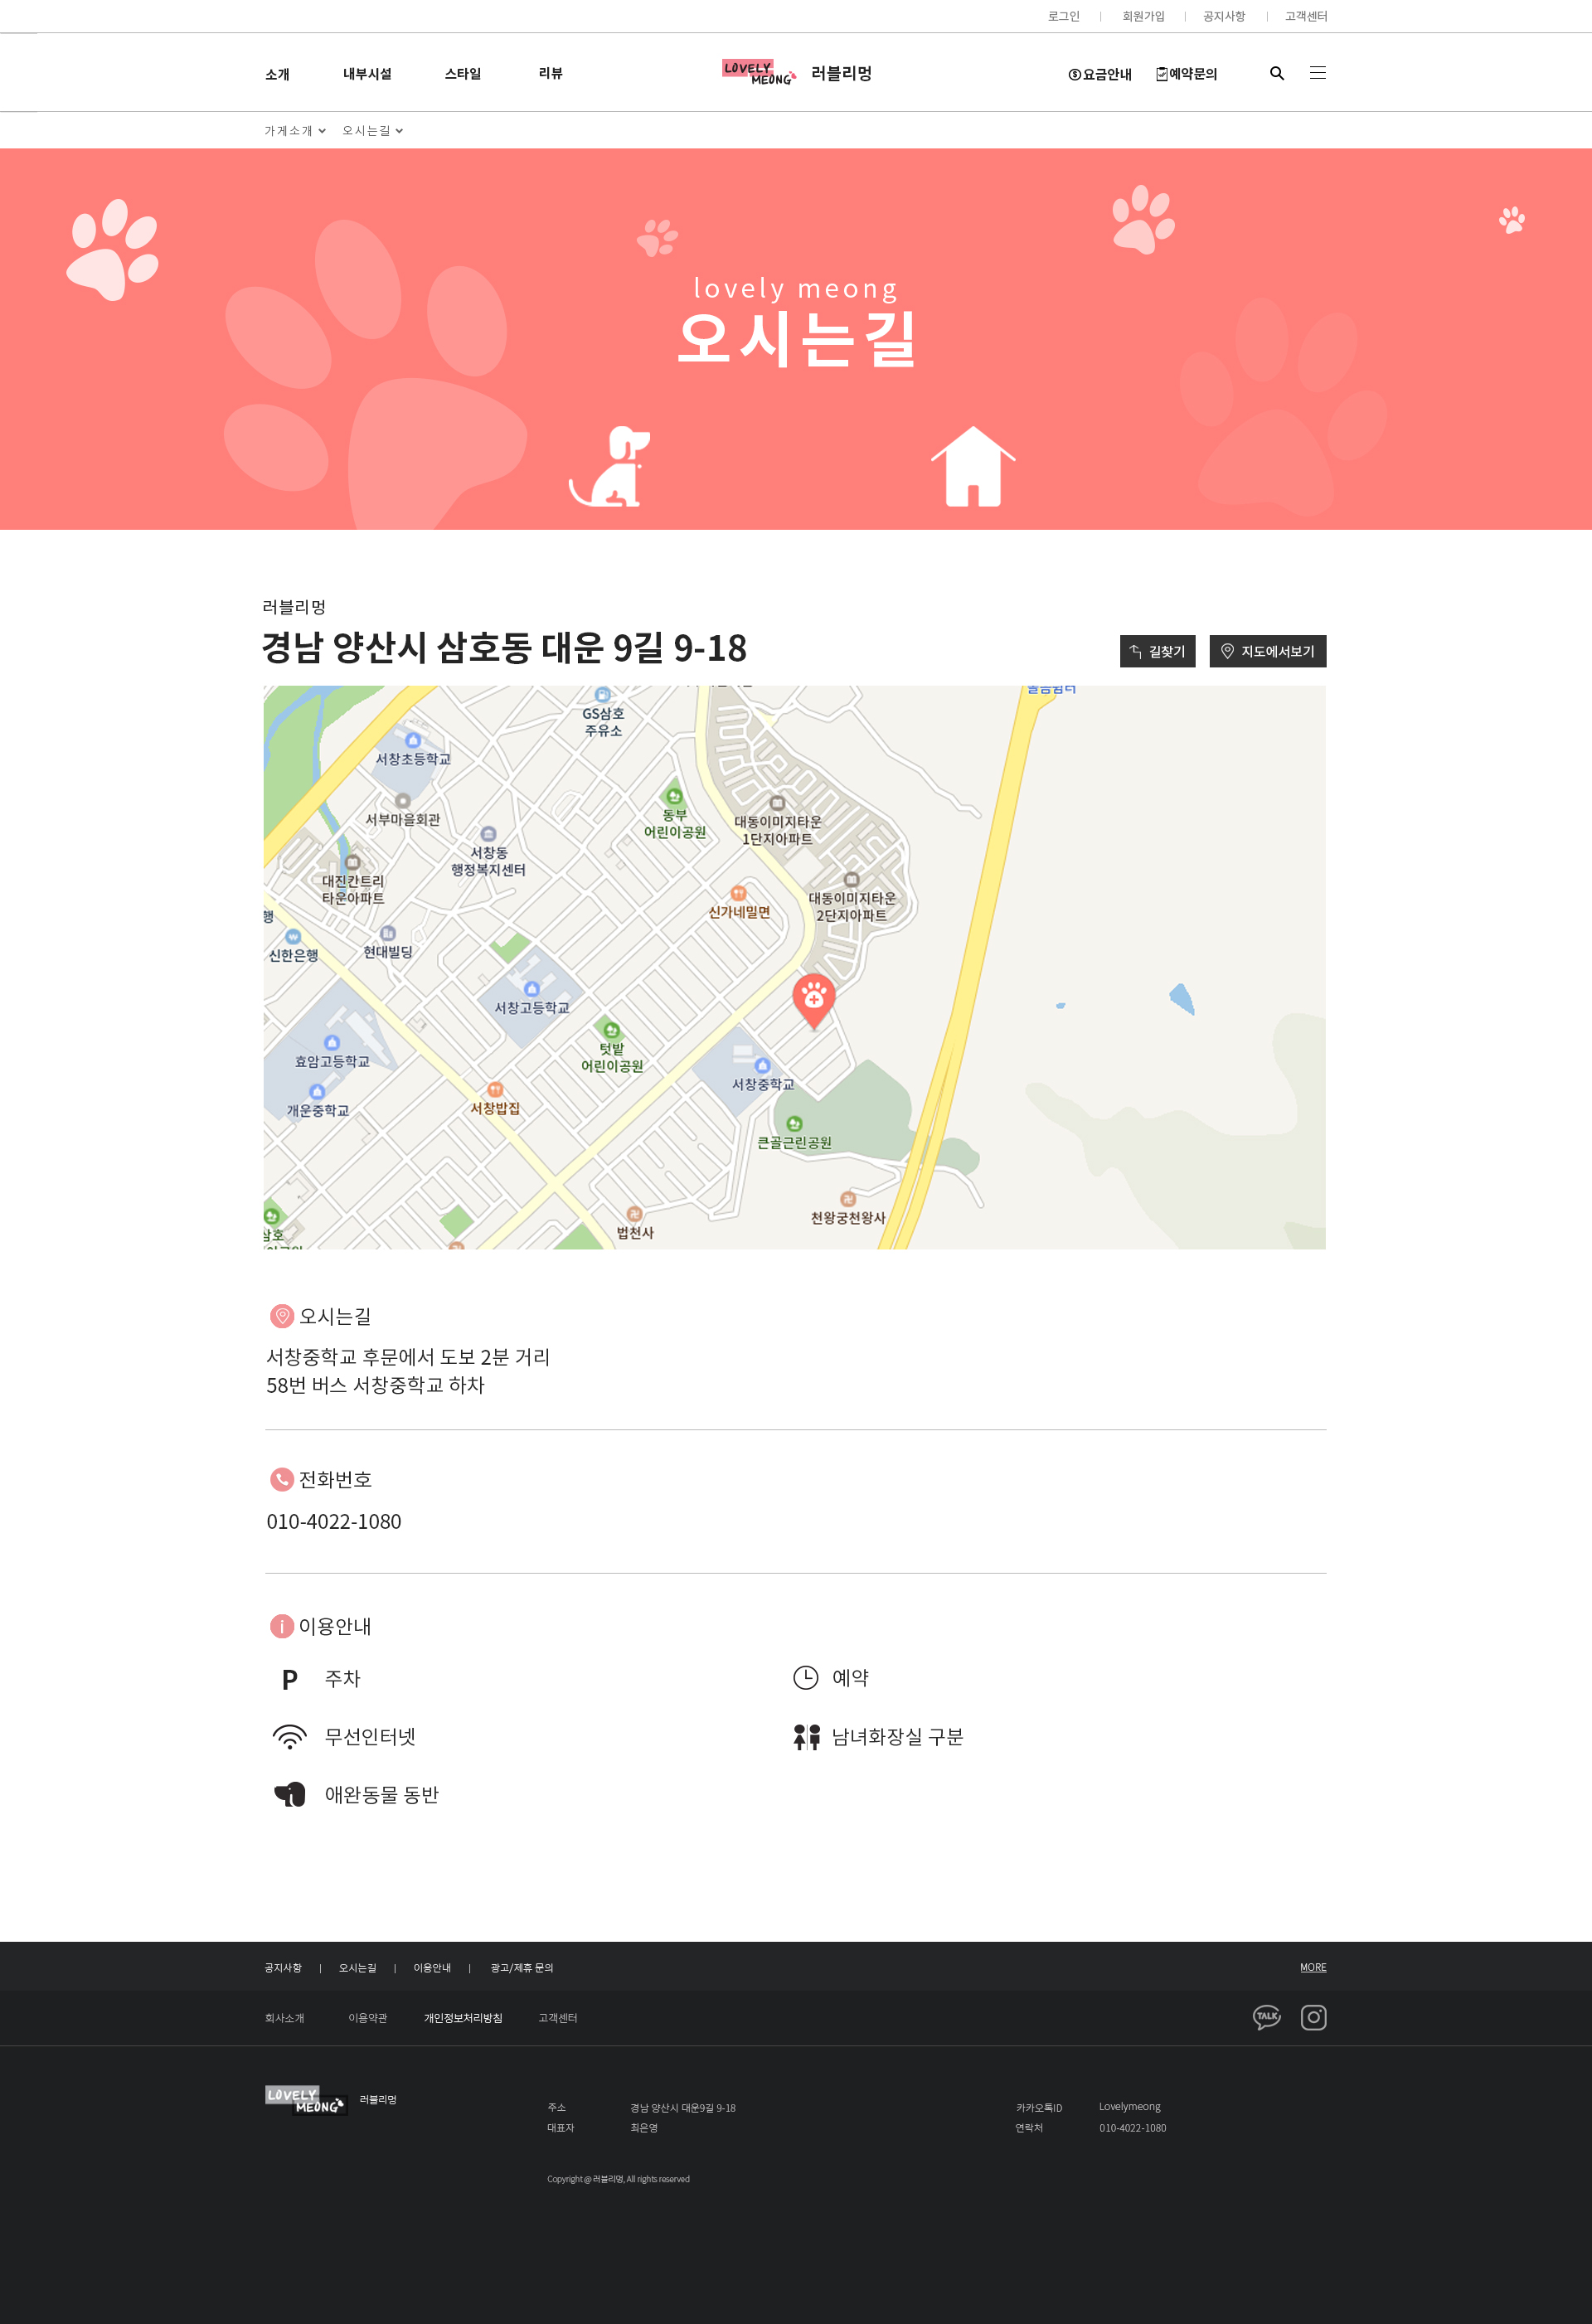 로그인 | 회원가입 | 공지사항 | 고객센터
소개 내부시설 스타일 리뷰
LOVELY
MEONG
러블리멍
요금안내 예약문의
가게소개 오시는길
lovely meong
오시는길
러블리멍
경남 양산시 삼호동 대운 9길 9-18
길찾기 지도에서보기
GS삼호
주유소
서창초등학교
서부마을회관
동부
어린이공원
대동이미지타운
1단지아파트
서창동
행정복지센터
대진칸트리
타운아파트
신가네밀면
대동이미지타운
2단지아파트
행
신한은행
현대빌딩
서창고등학교
텃밭
어린이공원
효암고등학교
서창중학교
개운중학교
서창밥집
큰골근린공원
천왕궁천왕사
법천사
삼호
오시는길
서창중학교 후문에서 도보 2분 거리
58번 버스 서창중학교 하차
전화번호
010-4022-1080
i 이용안내
P 주차
예약
무선인터넷
남녀화장실 구분
애완동물 동반
공지사항 | 오시는길 | 이용안내 | 광고/제휴 문의
MORE
회사소개 이용약관 개인정보처리방침 고객센터
TALK
LOVELY
MEONG
러블리멍
주소 경남 양산시 대운9길 9-18
카카오톡ID Lovelymeong
대표자 최은영
연락처 010-4022-1080
Copyright @ 러블리멍, All rights reserved